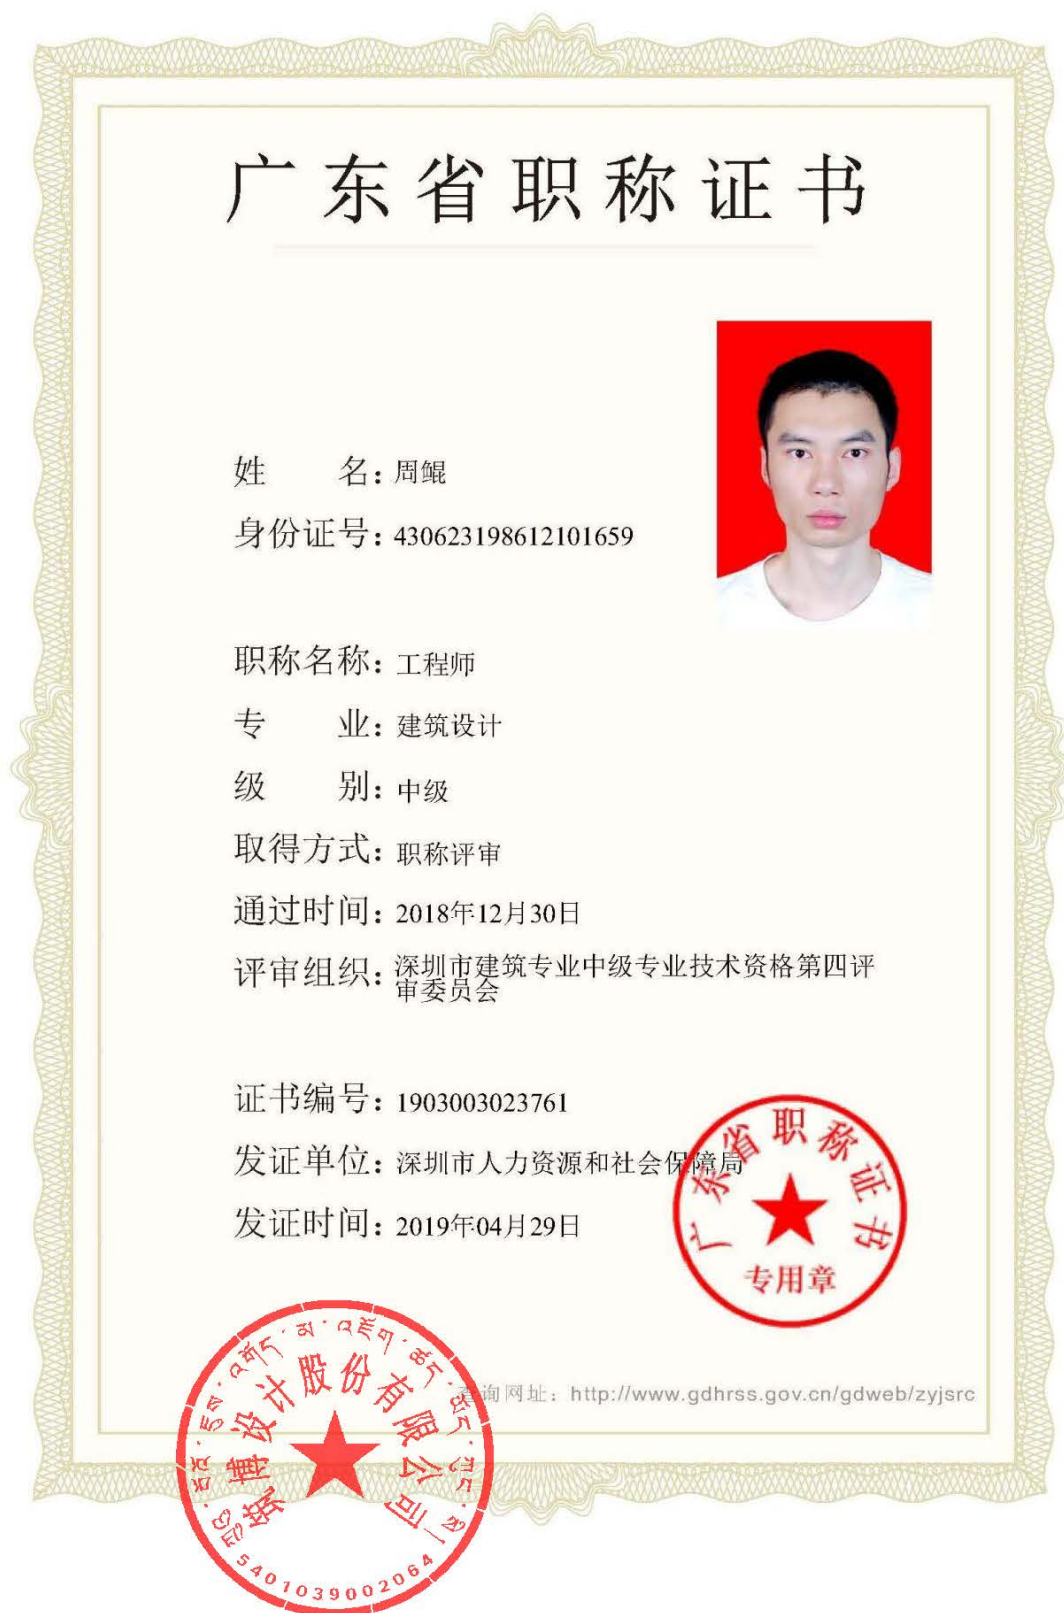 广东省职称证书
姓 名：周鲲
身份证号：430623198612101659
职称名称：工程师
专 业：建筑设计
级 别：中级
取得方式：职称评审
通过时间：2018年12月30日
评审组织：深圳市建筑专业中级专业技术资格第四评
审委员会
证书编号：1903003023761
发证单位：深圳市人力资源和社会保障局
发证时间：2019年04月29日
广东省职称证书
专用章
筑博设计股份有限公司
5401039002064
查询网址：http://www.gdhrss.gov.cn/gdweb/zyjsrc